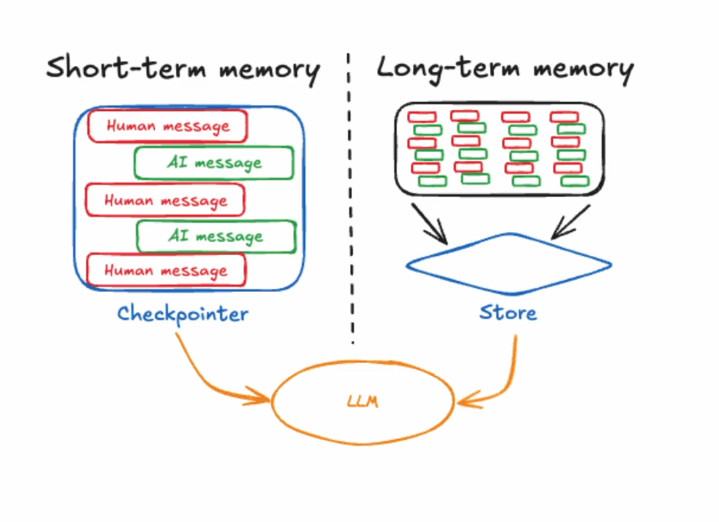 Short-term memory
Human message
AI message
Human message
AI message
Human message
Checkpointer
Long-term memory
Store
LLM